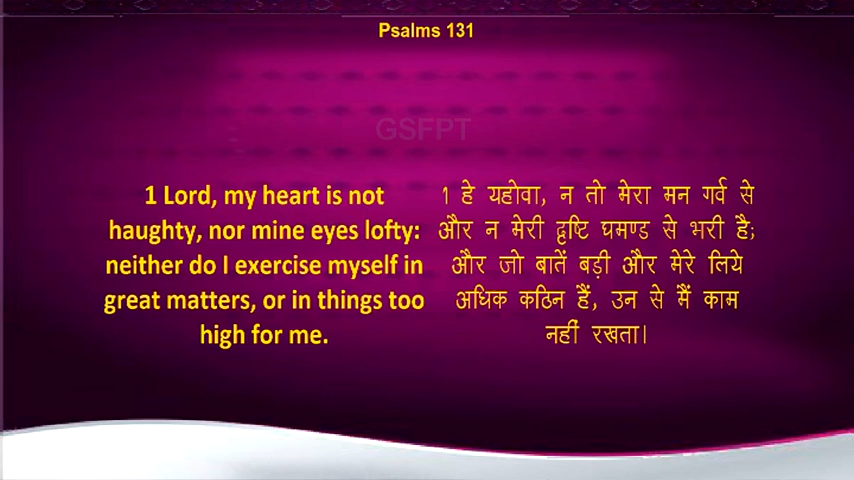 Psalms 131
GSFPT
1 Lord, my heart is not
haughty, nor mine eyes lofty:
neither do I exercise myself in
great matters, or in things too
high for me.
1 हे यहोवा, न तो मेरा मन गर्व से
और न मेरी दृष्टि घमण्ड से भरी है;
और जो बातें बड़ी और मेरे लिये
अधिक कठिन हैं, उन से मैं काम
नहीं रखता।